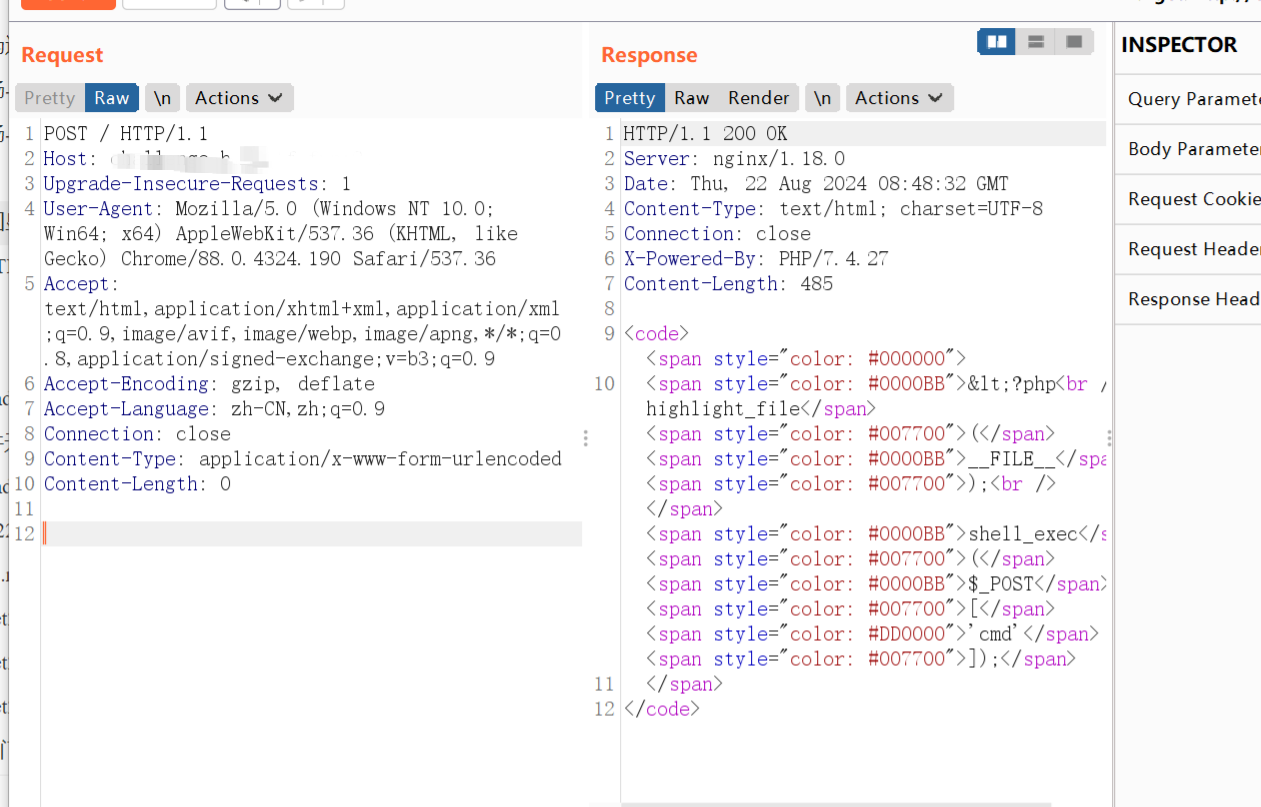 Request
Pretty Raw \n Actions
1 POST / HTTP/1.1
2 Host:
3 Upgrade-Insecure-Requests: 1
4 User-Agent: Mozilla/5.0 (Windows NT 10.0;
Win64; x64) AppleWebKit/537.36 (KHTML, like
Gecko) Chrome/88.0.4324.190 Safari/537.36
5 Accept:
text/html,application/xhtml+xml,application/xml
;q=0.9,image/avif,image/webp,image/apng,*/*;q=0
.8,application/signed-exchange;v=b3;q=0.9
6 Accept-Encoding: gzip, deflate
7 Accept-Language: zh-CN,zh;q=0.9
8 Connection: close
9 Content-Type: application/x-www-form-urlencoded
10 Content-Length: 0
11
12
Response
Pretty Raw Render \n Actions
1 HTTP/1.1 200 OK
2 Server: nginx/1.18.0
3 Date: Thu, 22 Aug 2024 08:48:32 GMT
4 Content-Type: text/html; charset=UTF-8
5 Connection: close
6 X-Powered-By: PHP/7.4.27
7 Content-Length: 485
8
9 <code>
<span style="color: #000000">
10 <span style="color: #0000BB">&lt;?php<br /
highlight_file</span>
<span style="color: #007700">(</span>
<span style="color: #0000BB">__FILE__</spa
<span style="color: #007700">);<br />
</span>
<span style="color: #0000BB">shell_exec</s
<span style="color: #007700">(</span>
<span style="color: #0000BB">$_POST</span>
<span style="color: #007700">[</span>
<span style="color: #DD0000">'cmd'</span>
<span style="color: #007700">]);</span>
11 </span>
12 </code>
INSPECTOR
Query Paramete
Body Parameter
Request Cookie
Request Header
Response Head